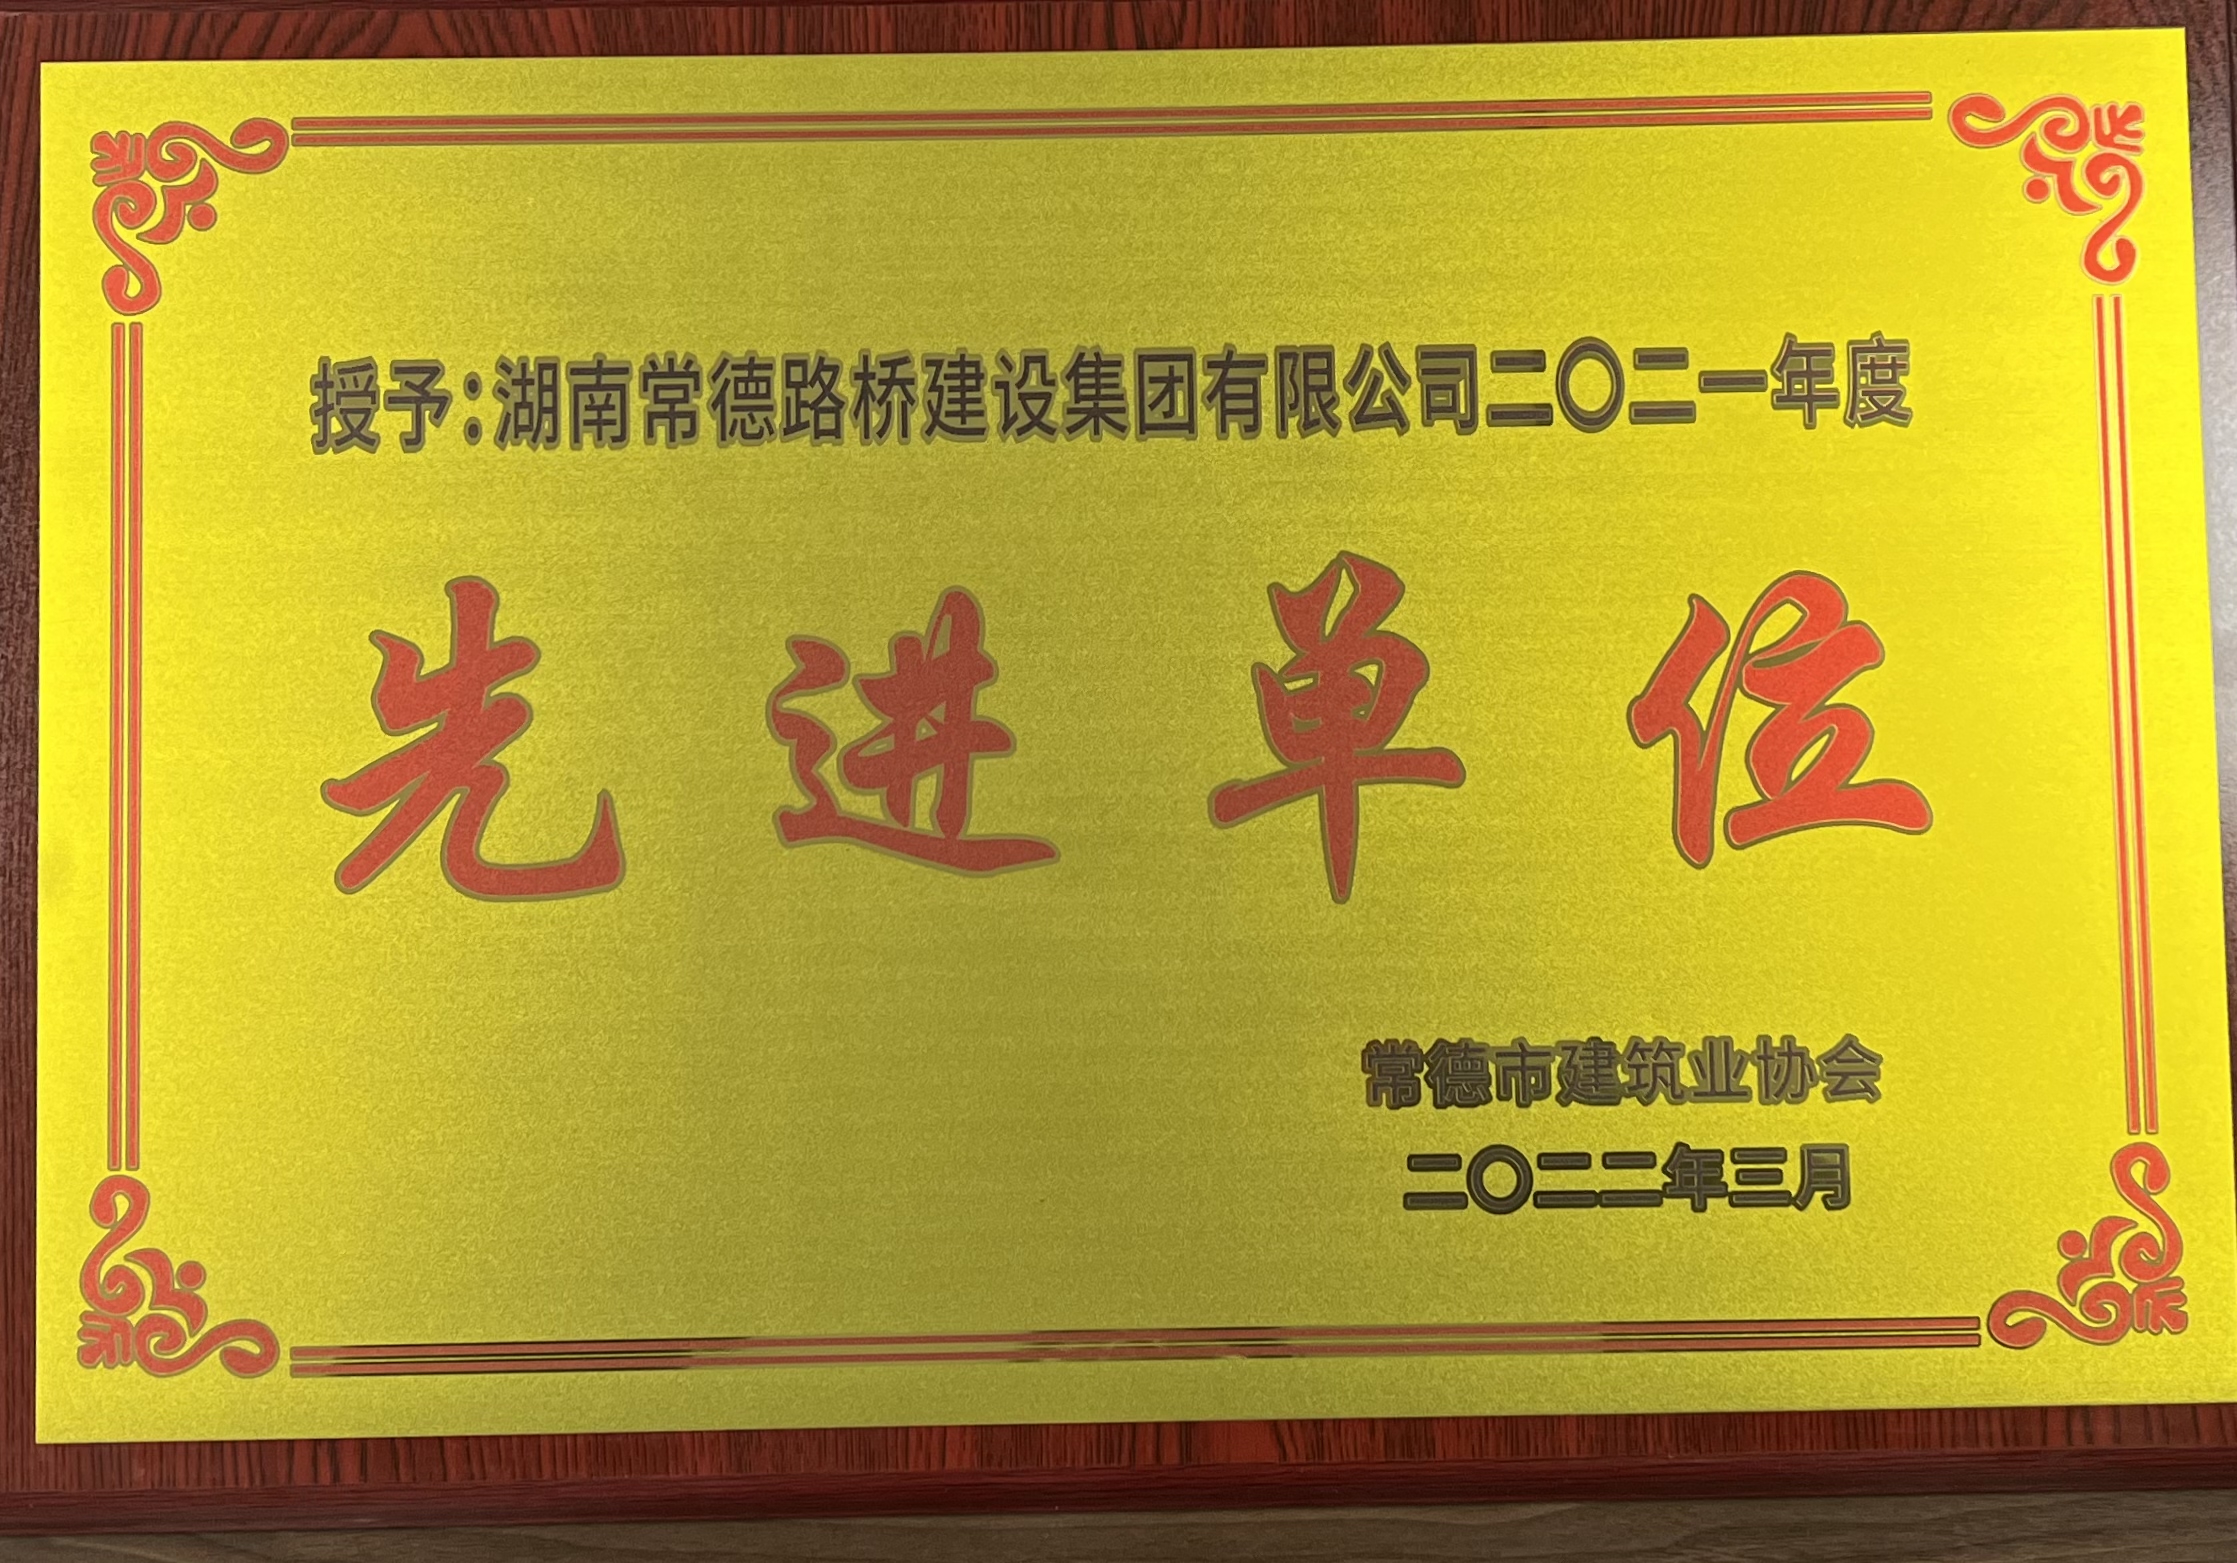 授予:湖南常德路桥建设集团有限公司二〇二一年度
先进单位
常德市建筑业协会
二〇二二年三月